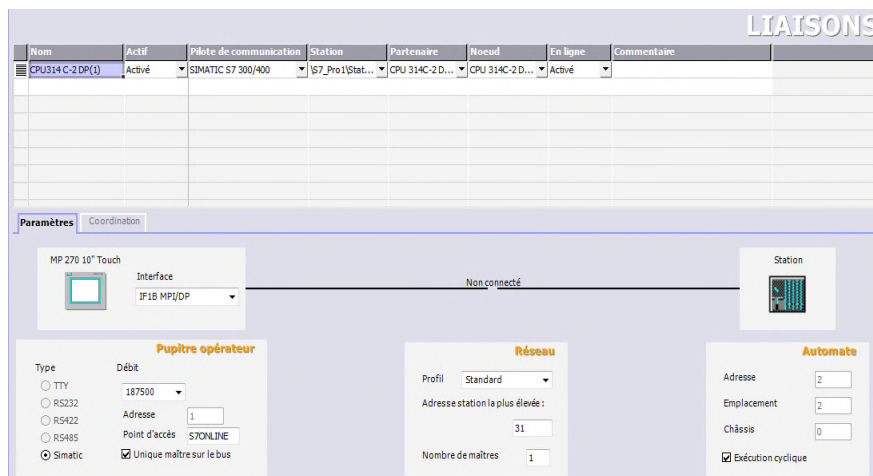 LIAISONS
Nom Actif Pilote de communication Station Partenaire Noeud En ligne Commentaire
CPU314 C-2 DP(1) Activé SIMATIC S7 300/400 \S7_Pro1\Stat... CPU 314C-2 D... CPU 314C-2 D... Activé
Paramètres Coordination
MP 270 10" Touch
Interface
IF1B MPI/DP
Non connecté
Station
Pupitre opérateur
Type Débit
TTY
187500
RS232
Adresse 1
RS422
Point d'accès S7ONLINE
RS485
Simatic Unique maître sur le bus
Réseau
Profil Standard
Adresse station la plus élevée :
31
Nombre de maîtres 1
Automate
Adresse 2
Emplacement 2
Châssis 0
Exécution cyclique